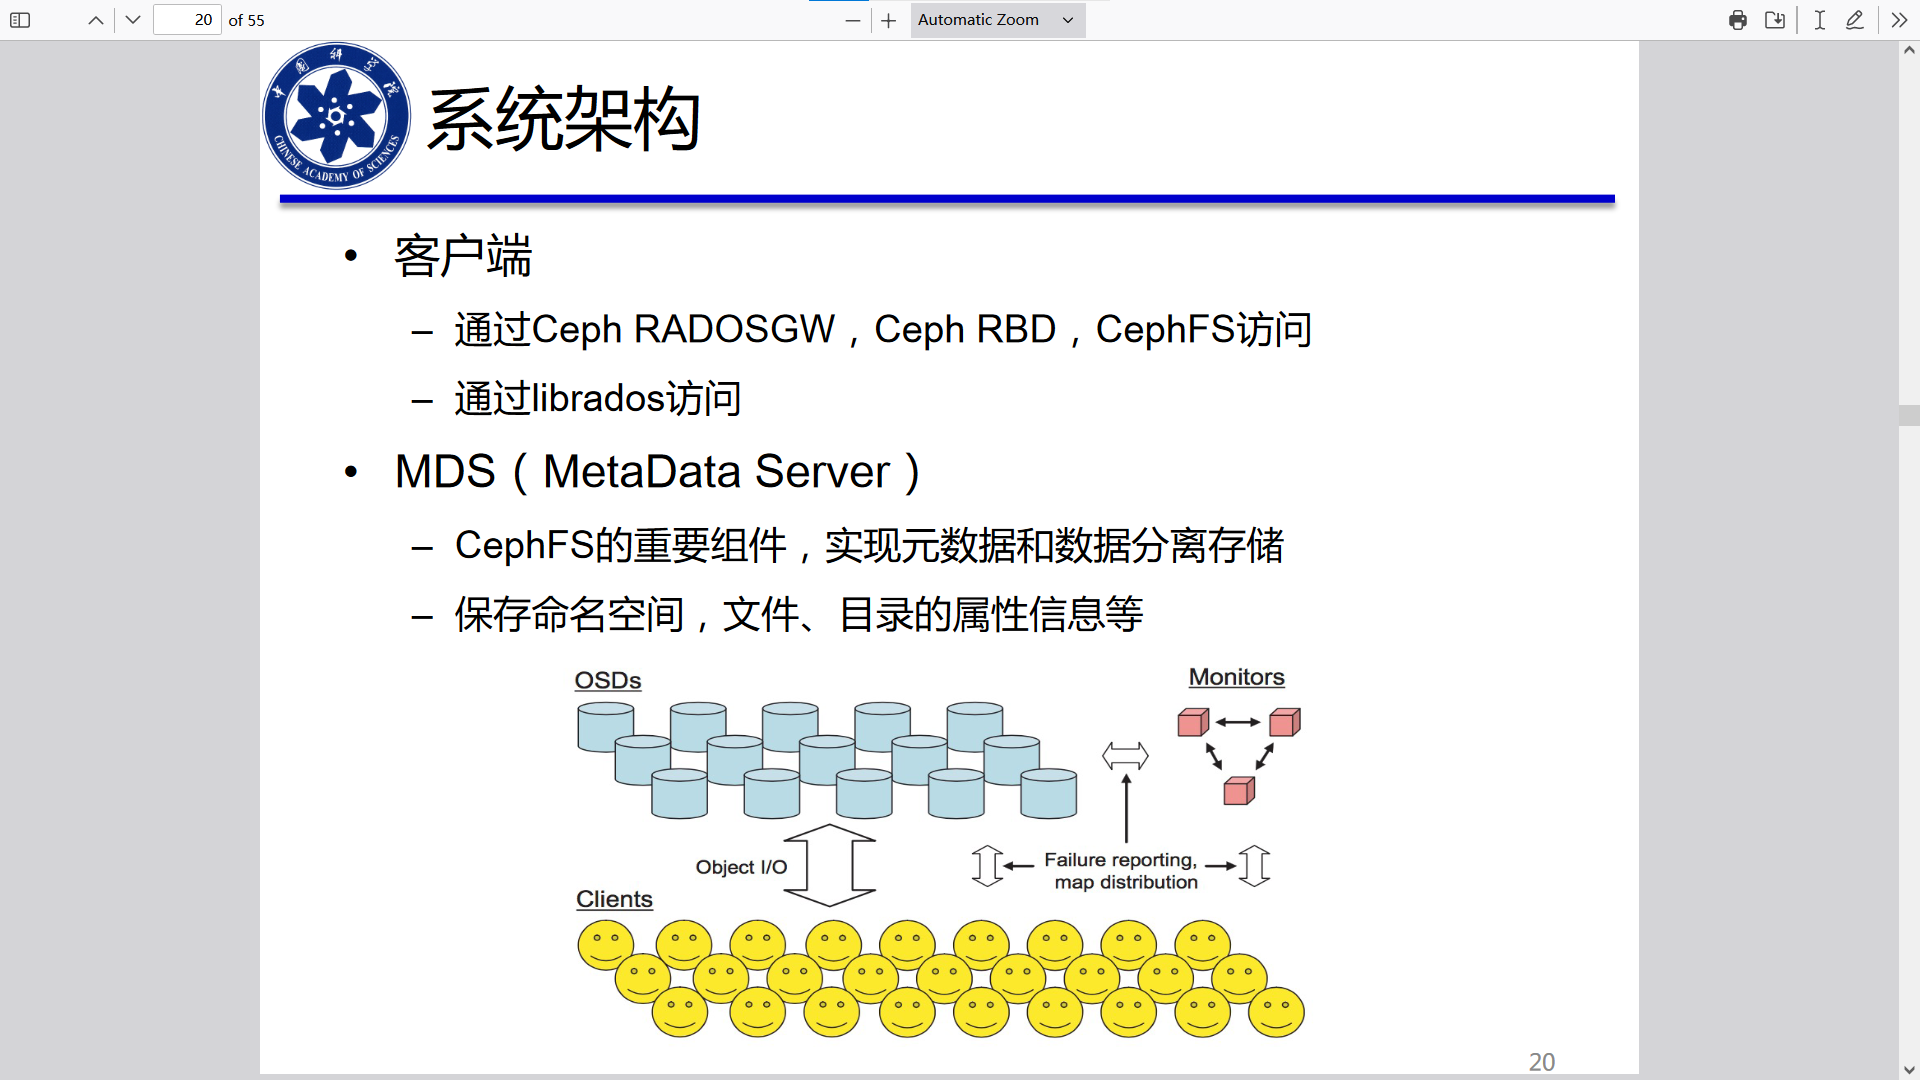 20 of 55
Automatic Zoom
中国科学院
CHINESE ACADEMY OF SCIENCES
系统架构
• 客户端
– 通过Ceph RADOSGW，Ceph RBD，CephFS访问
– 通过librados访问
• MDS（MetaData Server）
– CephFS的重要组件，实现元数据和数据分离存储
– 保存命名空间，文件、目录的属性信息等
OSDs
Monitors
Object I/O
Failure reporting,
map distribution
Clients
20